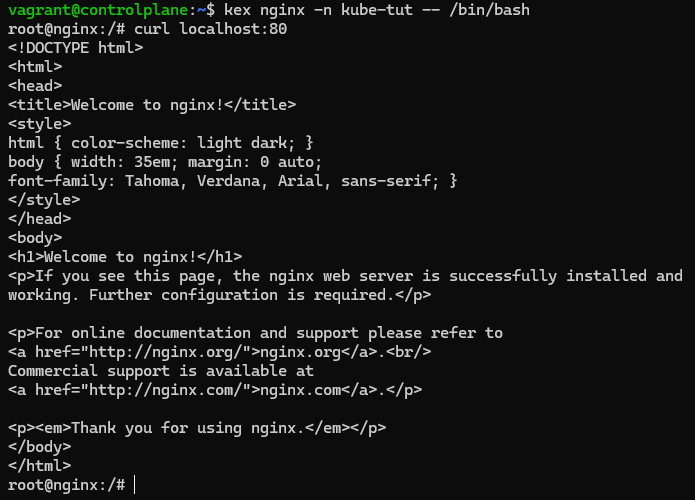 vagrant@controlplane:~$ kex nginx -n kube-tut -- /bin/bash
root@nginx:/# curl localhost:80
<!DOCTYPE html>
<html>
<head>
<title>Welcome to nginx!</title>
<style>
html { color-scheme: light dark; }
body { width: 35em; margin: 0 auto;
font-family: Tahoma, Verdana, Arial, sans-serif; }
</style>
</head>
<body>
<h1>Welcome to nginx!</h1>
<p>If you see this page, the nginx web server is successfully installed and
working. Further configuration is required.</p>

<p>For online documentation and support please refer to
<a href="http://nginx.org/">nginx.org</a>.<br/>
Commercial support is available at
<a href="http://nginx.com/">nginx.com</a>.</p>

<p><em>Thank you for using nginx.</em></p>
</body>
</html>
root@nginx:/#